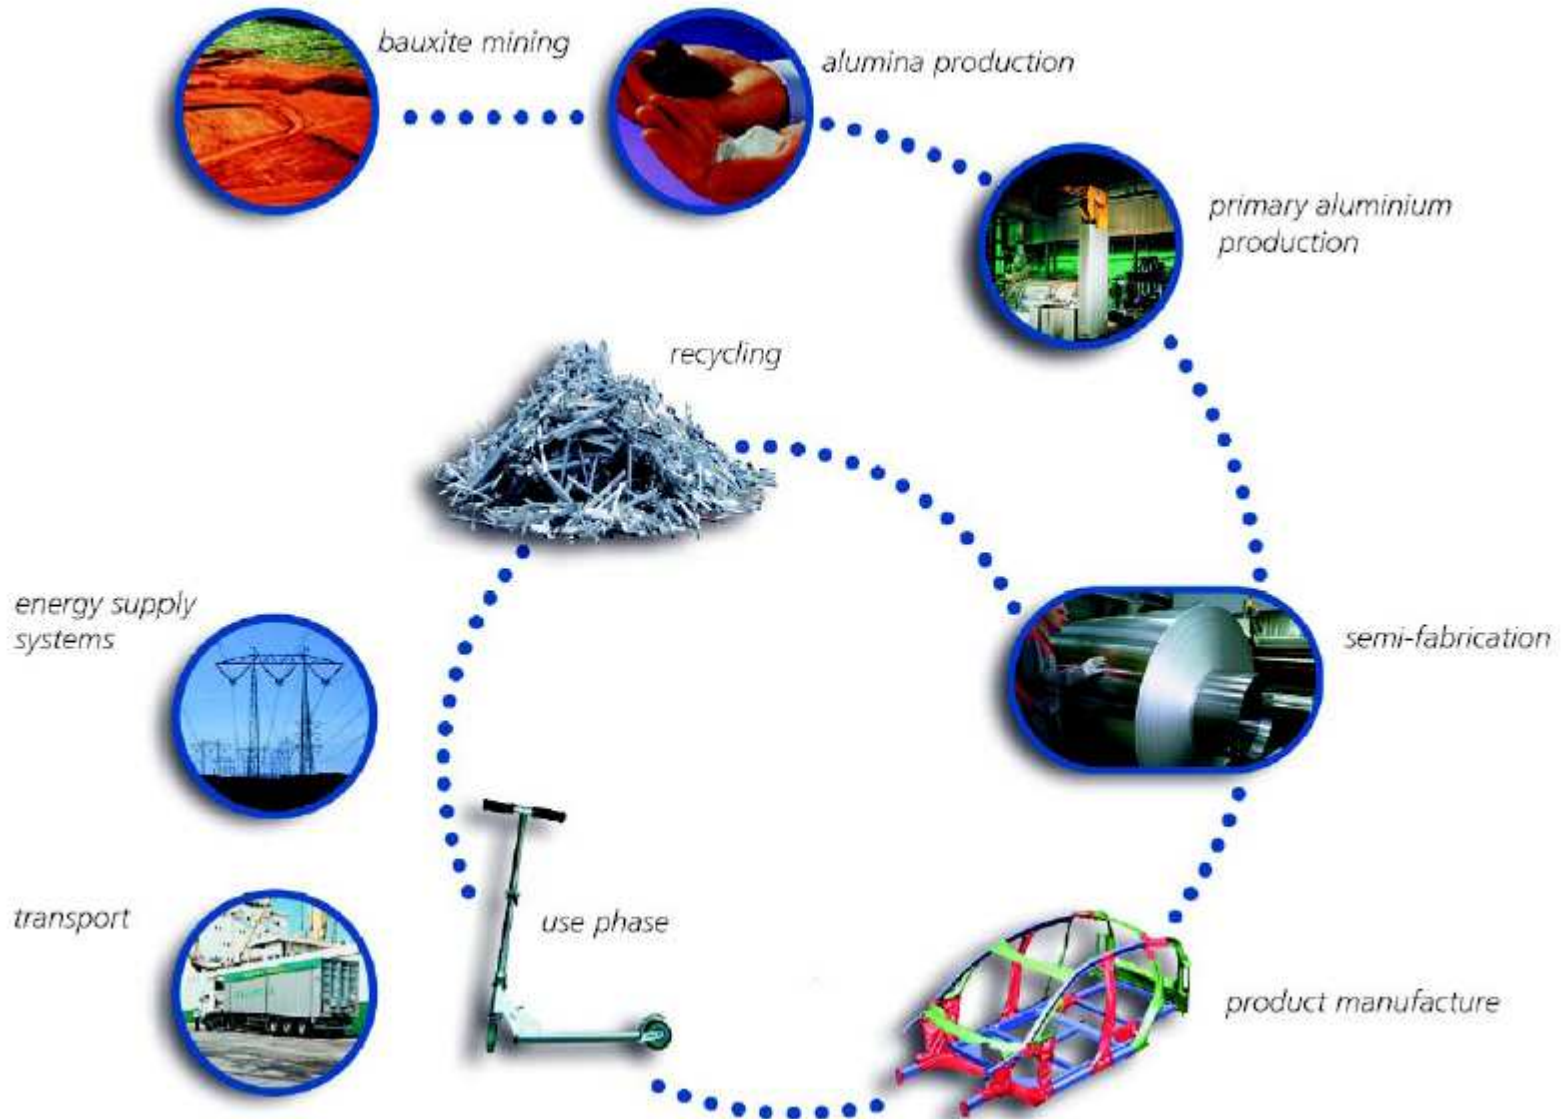 bauxite mining
alumina production
primary aluminium
production
recycling
energy supply
systems
semi-fabrication
transport
use phase
product manufacture